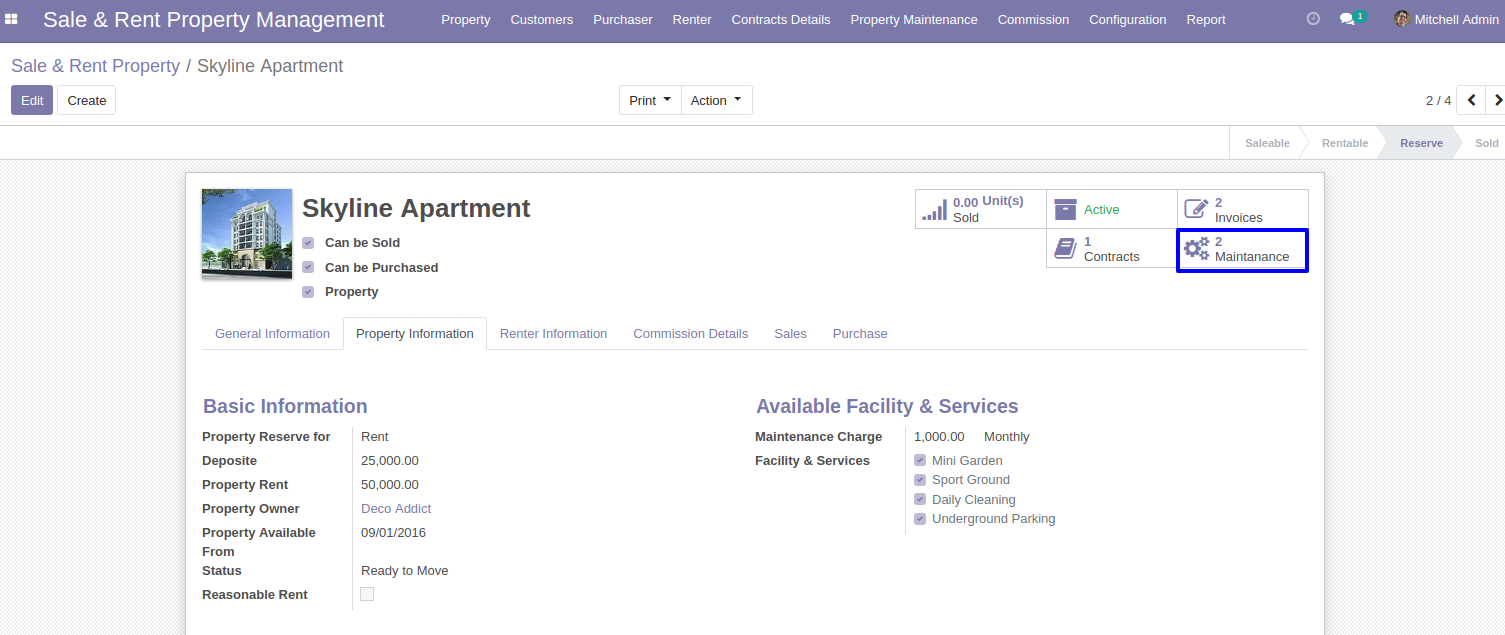 Sale & Rent Property Management Property Customers Purchaser Renter Contracts Details Property Maintenance Commission Configuration Report 1 Mitchell Admin
Sale & Rent Property / Skyline Apartment
Edit Create Print Action 2 / 4
Saleable Rentable Reserve Sold
Skyline Apartment
Can be Sold
Can be Purchased
Property
0.00 Unit(s)
Sold
Active
2
Invoices
1
Contracts
2
Maintanance
General Information Property Information Renter Information Commission Details Sales Purchase
Basic Information
Property Reserve for Rent
Deposite 25,000.00
Property Rent 50,000.00
Property Owner Deco Addict
Property Available From 09/01/2016
Status Ready to Move
Reasonable Rent
Available Facility & Services
Maintenance Charge 1,000.00 Monthly
Facility & Services Mini Garden
Sport Ground
Daily Cleaning
Underground Parking